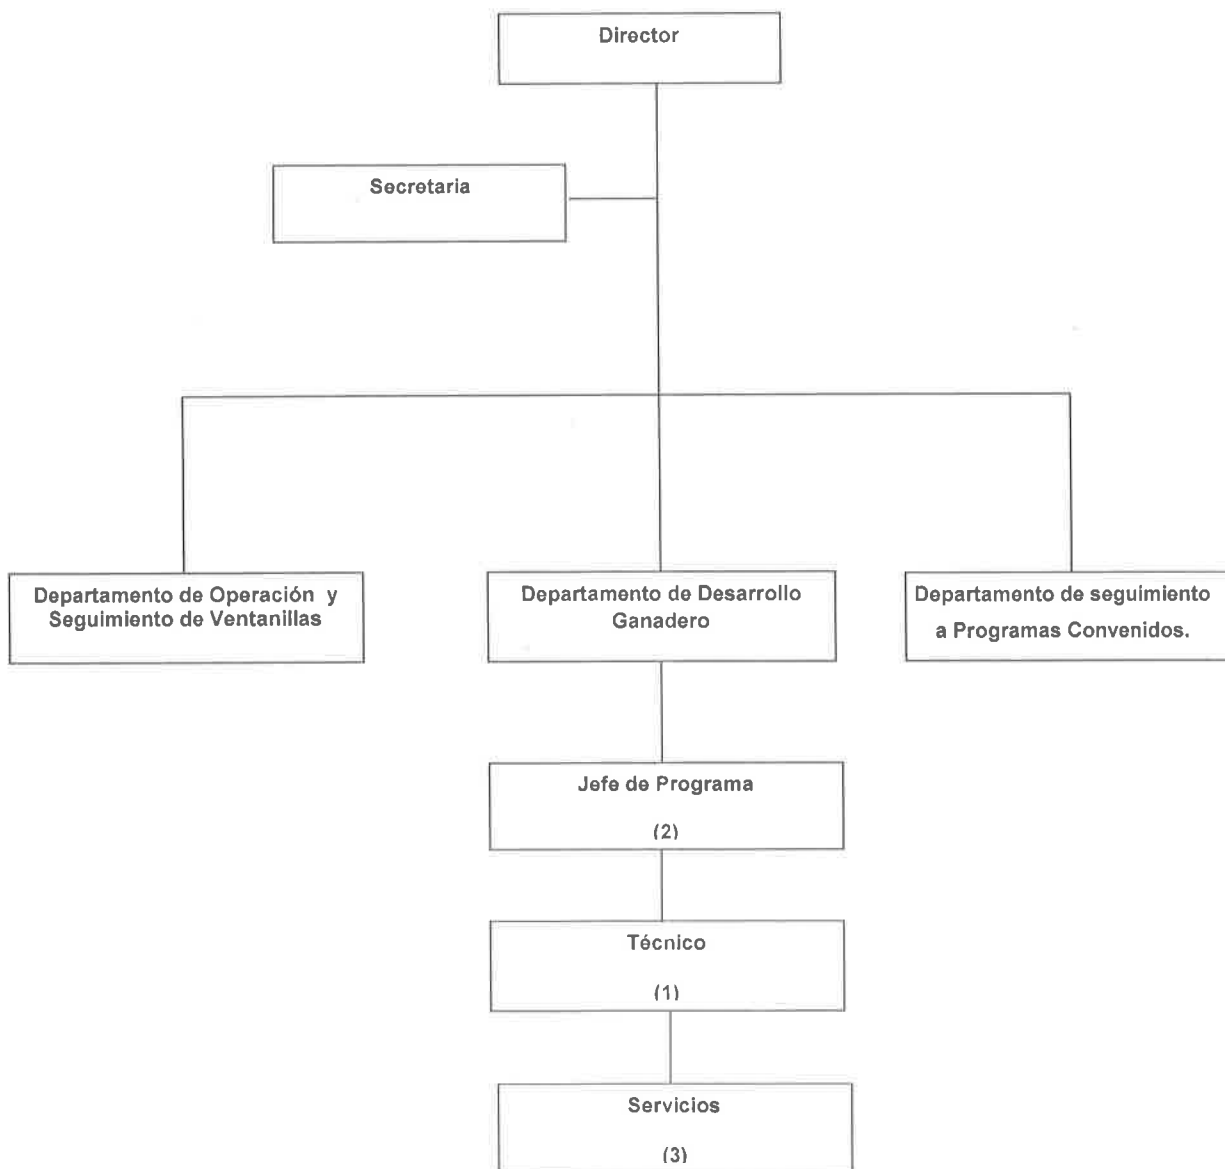 Director
Secretaria
Departamento de Operación y
Seguimiento de Ventanillas
Departamento de Desarrollo
Ganadero
Departamento de seguimiento
a Programas Convenidos.
Jefe de Programa
(2)
Técnico
(1)
Servicios
(3)